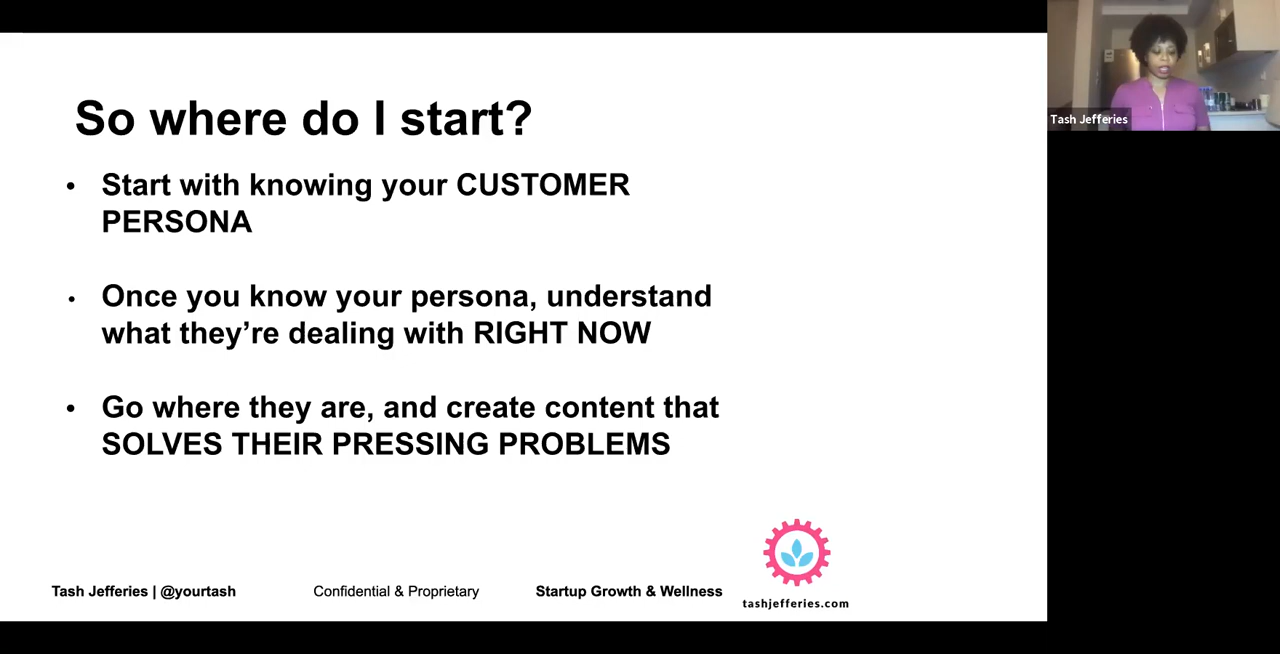 So where do I start?
• Start with knowing your CUSTOMER
PERSONA
• Once you know your persona, understand
what they’re dealing with RIGHT NOW
• Go where they are, and create content that
SOLVES THEIR PRESSING PROBLEMS
Tash Jefferies | @yourtash
Confidential & Proprietary
Startup Growth & Wellness
tashjefferies.com
Tash Jefferies